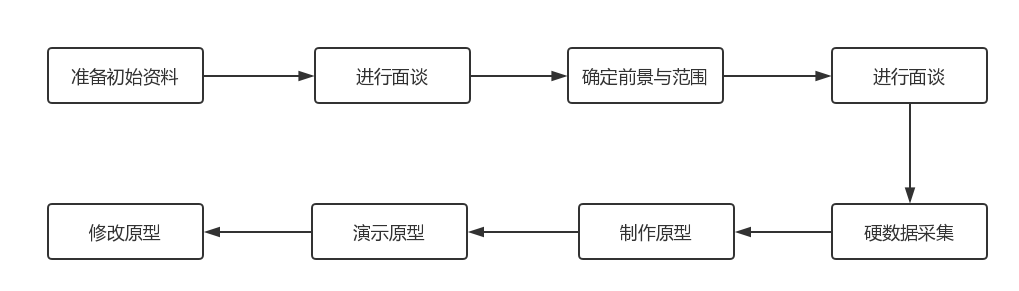 准备初始资料
进行面谈
确定前景与范围
进行面谈
硬数据采集
制作原型
演示原型
修改原型